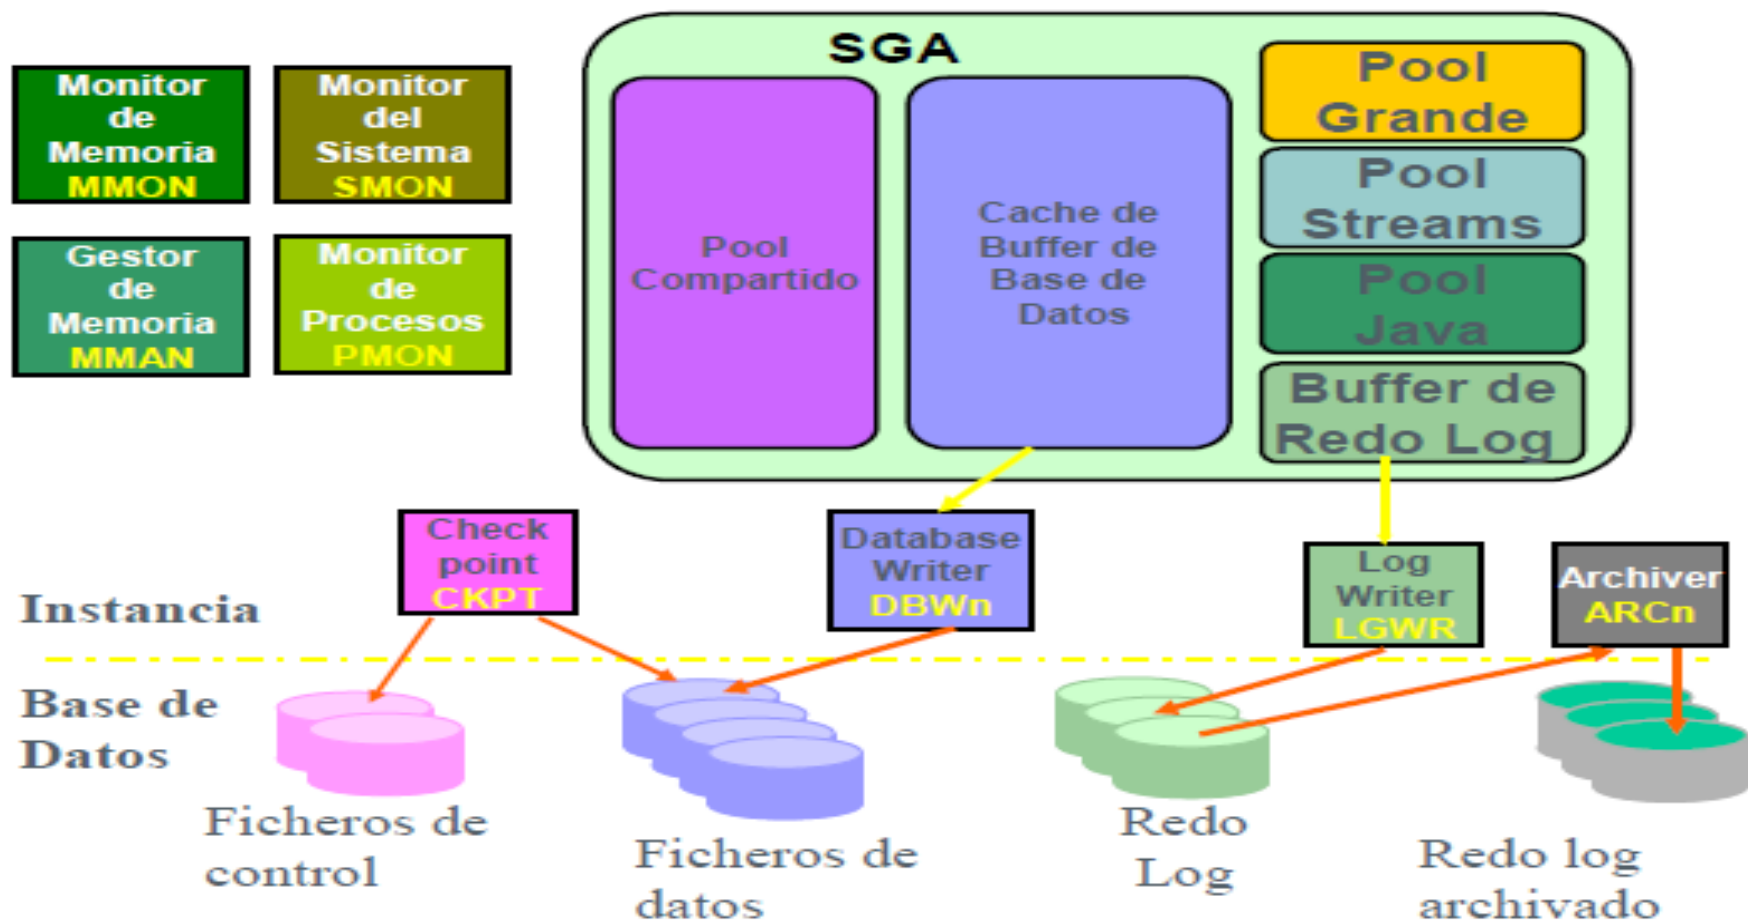 SGA
Monitor
de
Memoria
MMON
Monitor
del
Sistema
SMON
Gestor
de
Memoria
MMAN
Monitor
de
Procesos
PMON
Pool
Compartido
Cache de
Buffer de
Base de
Datos
Pool
Grande
Pool
Streams
Pool
Java
Buffer de
Redo Log
Check
point
CKPT
Database
Writer
DBWn
Log
Writer
LGWR
Archiver
ARCn
Instancia
Base de
Datos
Ficheros de
control
Ficheros de
datos
Redo
Log
Redo log
archivado